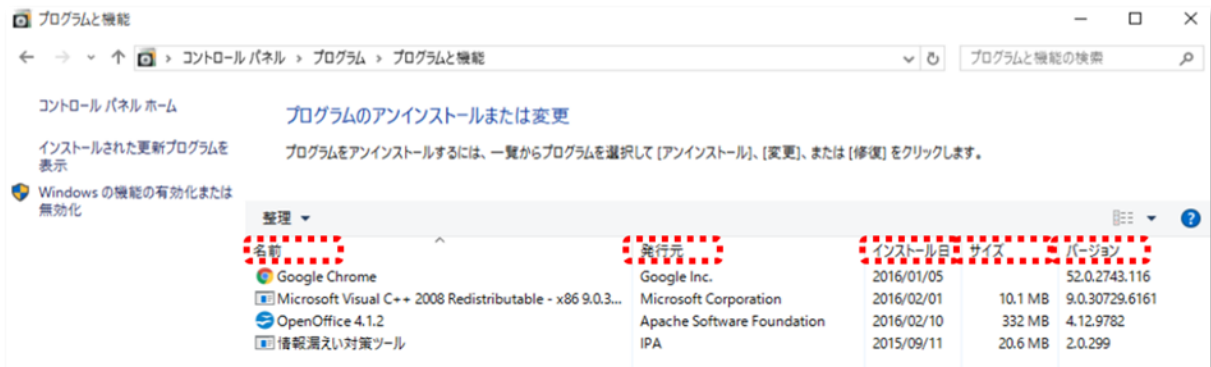 プログラムと機能
コントロール パネル › プログラム › プログラムと機能
プログラムと機能の検索
コントロール パネル ホーム
インストールされた更新プログラムを
表示
Windows の機能の有効化または
無効化
プログラムのアンインストールまたは変更
プログラムをアンインストールするには、一覧からプログラムを選択して [アンインストール]、[変更]、または [修復] をクリックします。
整理
名前 発行元 インストール日 サイズ バージョン
Google Chrome Google Inc. 2016/01/05 52.0.2743.116
Microsoft Visual C++ 2008 Redistributable - x86 9.0.3... Microsoft Corporation 2016/02/01 10.1 MB 9.0.30729.6161
OpenOffice 4.1.2 Apache Software Foundation 2016/02/10 332 MB 4.12.9782
情報漏えい対策ツール IPA 2015/09/11 20.6 MB 2.0.299